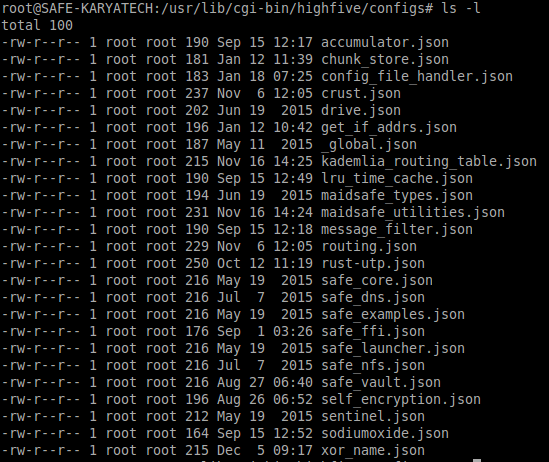 root@SAFE-KARYATECH:/usr/lib/cgi-bin/highfive/configs# ls -l
total 100
-rw-r--r-- 1 root root 190 Sep 15 12:17 accumulator.json
-rw-r--r-- 1 root root 181 Jan 12 11:39 chunk_store.json
-rw-r--r-- 1 root root 183 Jan 18 07:25 config_file_handler.json
-rw-r--r-- 1 root root 237 Nov  6 12:05 crust.json
-rw-r--r-- 1 root root 202 Jun 19  2015 drive.json
-rw-r--r-- 1 root root 196 Jan 12 10:42 get_if_addrs.json
-rw-r--r-- 1 root root 187 May 11  2015 _global.json
-rw-r--r-- 1 root root 215 Nov 16 14:25 kademlia_routing_table.json
-rw-r--r-- 1 root root 190 Sep 15 12:49 lru_time_cache.json
-rw-r--r-- 1 root root 194 Jun 19  2015 maidsafe_types.json
-rw-r--r-- 1 root root 231 Nov 16 14:24 maidsafe_utilities.json
-rw-r--r-- 1 root root 190 Sep 15 12:18 message_filter.json
-rw-r--r-- 1 root root 229 Nov  6 12:05 routing.json
-rw-r--r-- 1 root root 250 Oct 12 11:19 rust-utp.json
-rw-r--r-- 1 root root 216 May 19  2015 safe_core.json
-rw-r--r-- 1 root root 216 Jul  7  2015 safe_dns.json
-rw-r--r-- 1 root root 216 May 19  2015 safe_examples.json
-rw-r--r-- 1 root root 176 Sep  1 03:26 safe_ffi.json
-rw-r--r-- 1 root root 216 May 19  2015 safe_launcher.json
-rw-r--r-- 1 root root 216 Jul  7  2015 safe_nfs.json
-rw-r--r-- 1 root root 216 Aug 27 06:40 safe_vault.json
-rw-r--r-- 1 root root 196 Aug 26 06:52 self_encryption.json
-rw-r--r-- 1 root root 212 May 19  2015 sentinel.json
-rw-r--r-- 1 root root 164 Sep 15 12:52 sodiumoxide.json
-rw-r--r-- 1 root root 215 Dec  5 09:17 xor_name.json